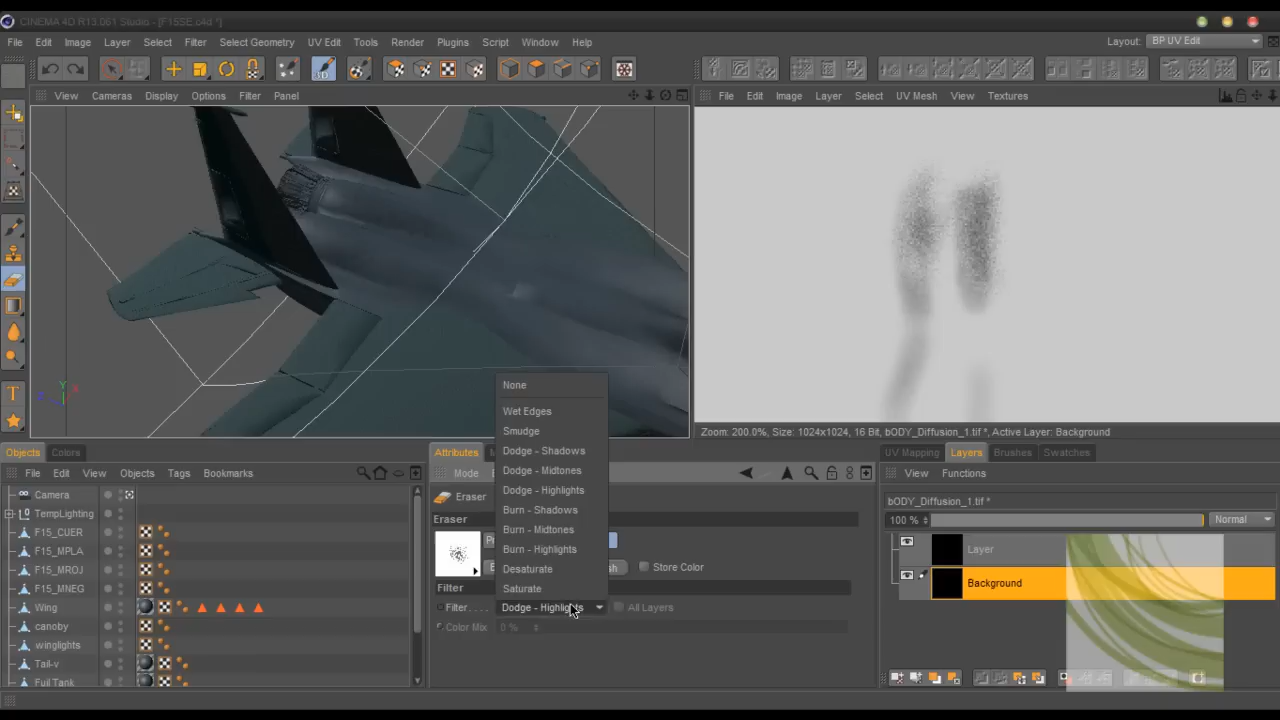 CINEMA 4D R13.061 Studio - [F15SE.c4d *]
File Edit Image Layer Select Filter Select Geometry UV Edit Tools Render Plugins Script Window Help
Layout: BP UV Edit
View Cameras Display Options Filter Panel
File Edit Image Layer Select UV Mesh View Textures
Y
Zoom: 200.0%, Size: 1024x1024, 16 Bit, bODY_Diffusion_1.tif *, Active Layer: Background
Objects Colors
File Edit View Objects Tags Bookmarks
Camera
TempLighting
F15_CUER
F15_MPLA
F15_MROJ
F15_MNEG
Wing
canoby
winglights
Tail-v
Fuil Tank
Attributes
Mode
Eraser
Eraser
Store Color
Filter
Filter . . . . Dodge - Highlights All Layers
Color Mix 0 %
None
Wet Edges
Smudge
Dodge - Shadows
Dodge - Midtones
Dodge - Highlights
Burn - Shadows
Burn - Midtones
Burn - Highlights
Desaturate
Saturate
UV Mapping Layers Brushes Swatches
View Functions
bODY_Diffusion_1.tif *
100 % Normal
Layer
Background